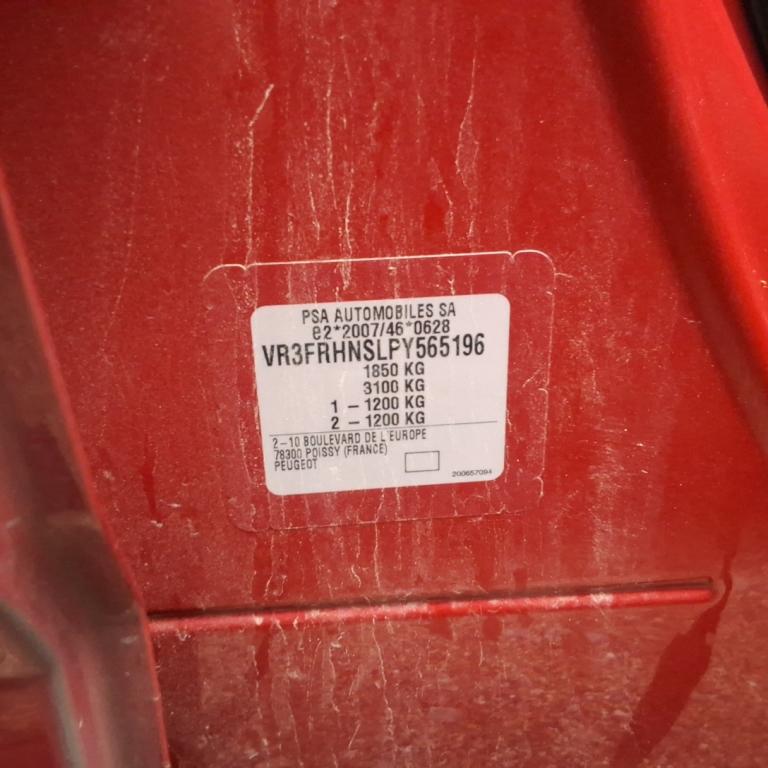 PSA AUTOMOBILES SA
e2*2007/46*0628
VR3FRHNSLPY565196
1850 KG
3100 KG
1 – 1200 KG
2 – 1200 KG
2–10 BOULEVARD DE L'EUROPE
78300 POISSY (FRANCE)
PEUGEOT
200657094